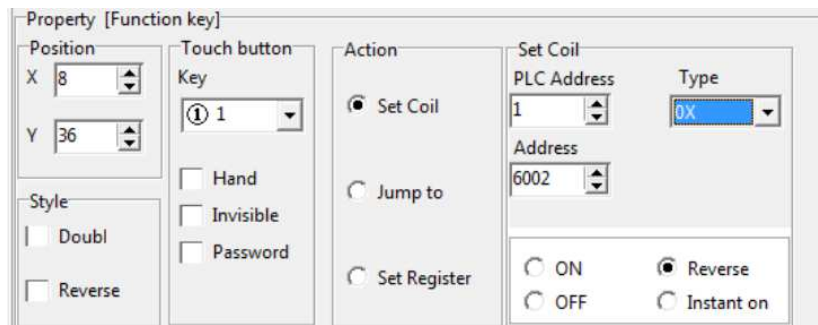 Property [Function key]
Position
X 8
Y 36
Style
Doubl
Reverse
Touch button
Key
① 1
Hand
Invisible
Password
Action
Set Coil
Jump to
Set Register
Set Coil
PLC Address
Type
1
0X
Address
6002
ON
Reverse
OFF
Instant on